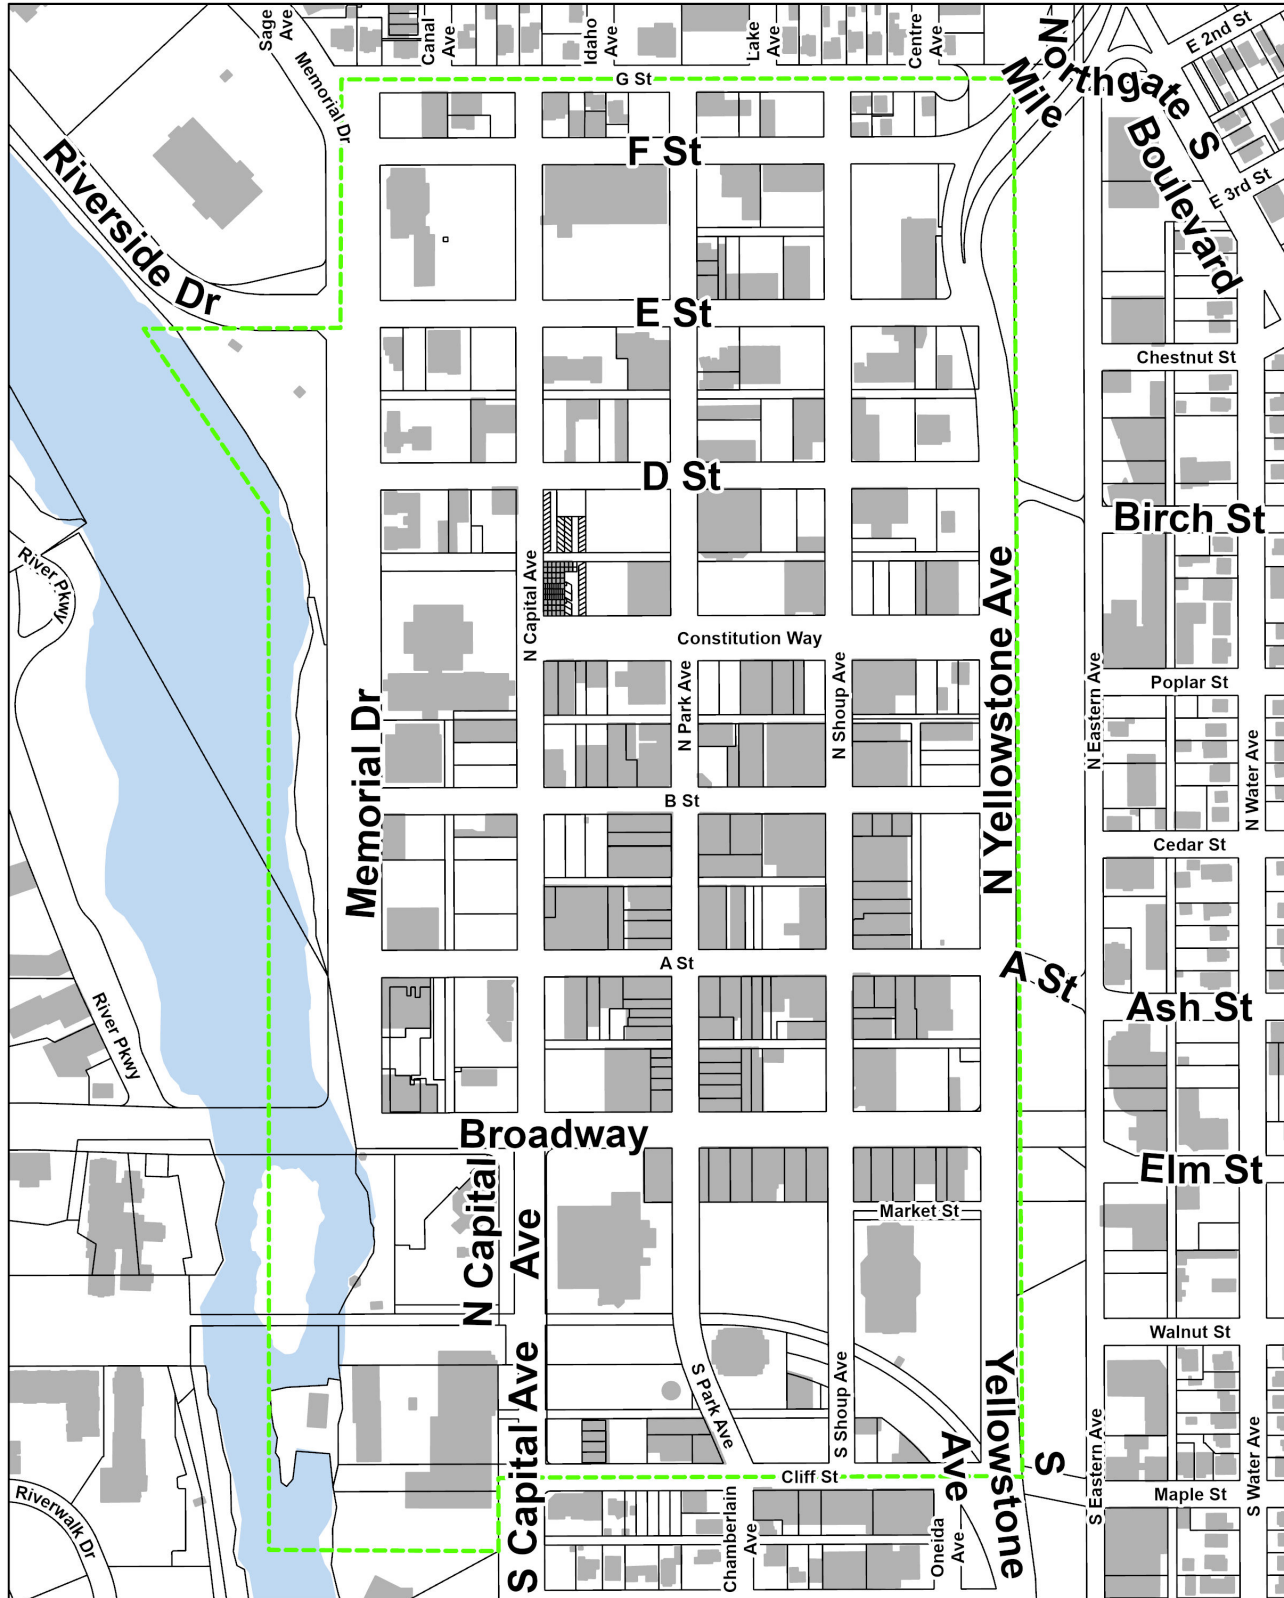 Sage
Ave
Canal
Ave
Idaho
Ave
Lake
Ave
Centre
Ave
E 2nd St
Memorial Dr
G St
Northgate
Mile
S
Boulevard
E 3rd St
F St
Riverside Dr
E St
Chestnut St
D St
Birch St
River Pkwy
N Capital Ave
N Yellowstone Ave
Constitution Way
N Park Ave
N Shoup Ave
N Eastern Ave
Poplar St
Memorial Dr
N Water Ave
B St
Cedar St
A St
A St
Ash St
River Pkwy
Broadway
Elm St
N Capital
Ave
Market St
Walnut St
S Capital Ave
S Park Ave
S Shoup Ave
Yellowstone
Ave
S
S Eastern Ave
S Water Ave
Cliff St
Maple St
Riverwalk Dr
Chamberlain
Ave
Oneida
Ave